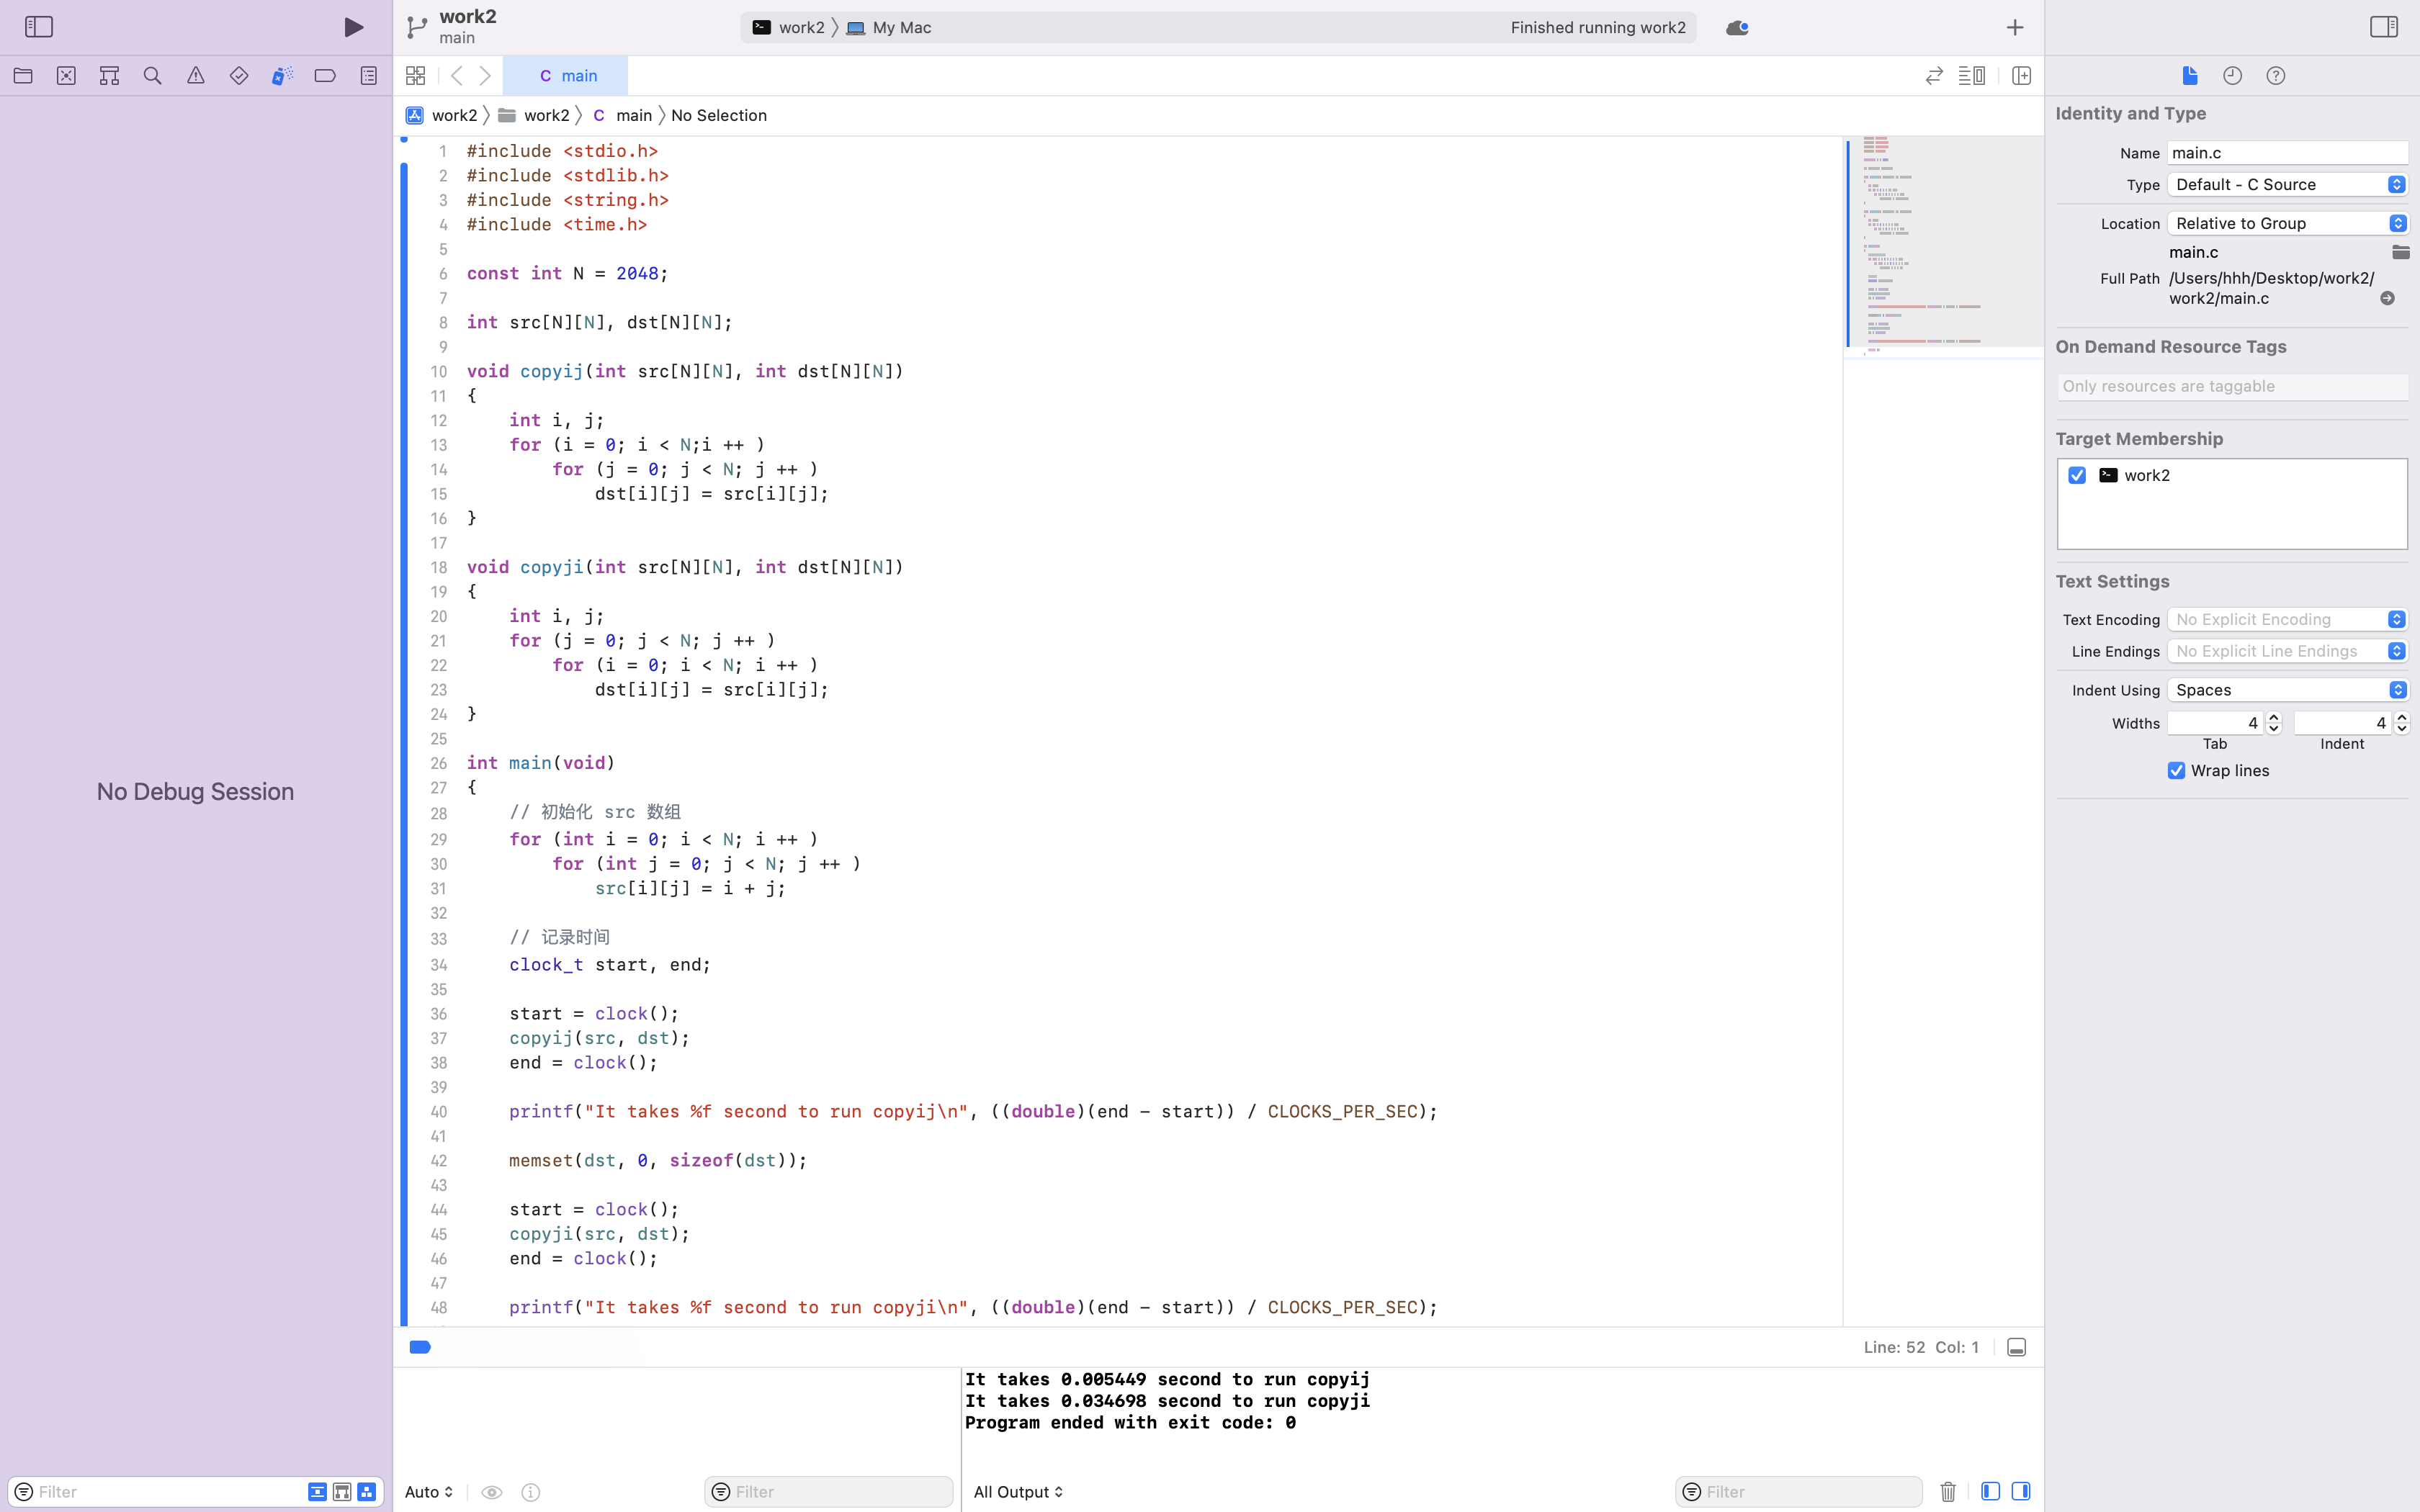 work2
main
work2 〉 My Mac
Finished running work2
C main
work2 〉 work2 〉 C main 〉 No Selection
1 #include <stdio.h>
2 #include <stdlib.h>
3 #include <string.h>
4 #include <time.h>
5
6 const int N = 2048;
7
8 int src[N][N], dst[N][N];
9
10 void copyij(int src[N][N], int dst[N][N])
11 {
12     int i, j;
13     for (i = 0; i < N;i ++ )
14         for (j = 0; j < N; j ++ )
15             dst[i][j] = src[i][j];
16 }
17
18 void copyji(int src[N][N], int dst[N][N])
19 {
20     int i, j;
21     for (j = 0; j < N; j ++ )
22         for (i = 0; i < N; i ++ )
23             dst[i][j] = src[i][j];
24 }
25
26 int main(void)
27 {
28     // 初始化 src 数组
29     for (int i = 0; i < N; i ++ )
30         for (int j = 0; j < N; j ++ )
31             src[i][j] = i + j;
32
33     // 记录时间
34     clock_t start, end;
35
36     start = clock();
37     copyij(src, dst);
38     end = clock();
39
40     printf("It takes %f second to run copyij\n", ((double)(end - start)) / CLOCKS_PER_SEC);
41
42     memset(dst, 0, sizeof(dst));
43
44     start = clock();
45     copyji(src, dst);
46     end = clock();
47
48     printf("It takes %f second to run copyji\n", ((double)(end - start)) / CLOCKS_PER_SEC);
No Debug Session
Filter
Line: 52 Col: 1
It takes 0.005449 second to run copyij
It takes 0.034698 second to run copyji
Program ended with exit code: 0
Auto
Filter
All Output
Filter
Identity and Type
Name main.c
Type Default - C Source
Location Relative to Group
main.c
Full Path /Users/hhh/Desktop/work2/
work2/main.c
On Demand Resource Tags
Only resources are taggable
Target Membership
work2
Text Settings
Text Encoding No Explicit Encoding
Line Endings No Explicit Line Endings
Indent Using Spaces
Widths 4 4
Tab Indent
Wrap lines